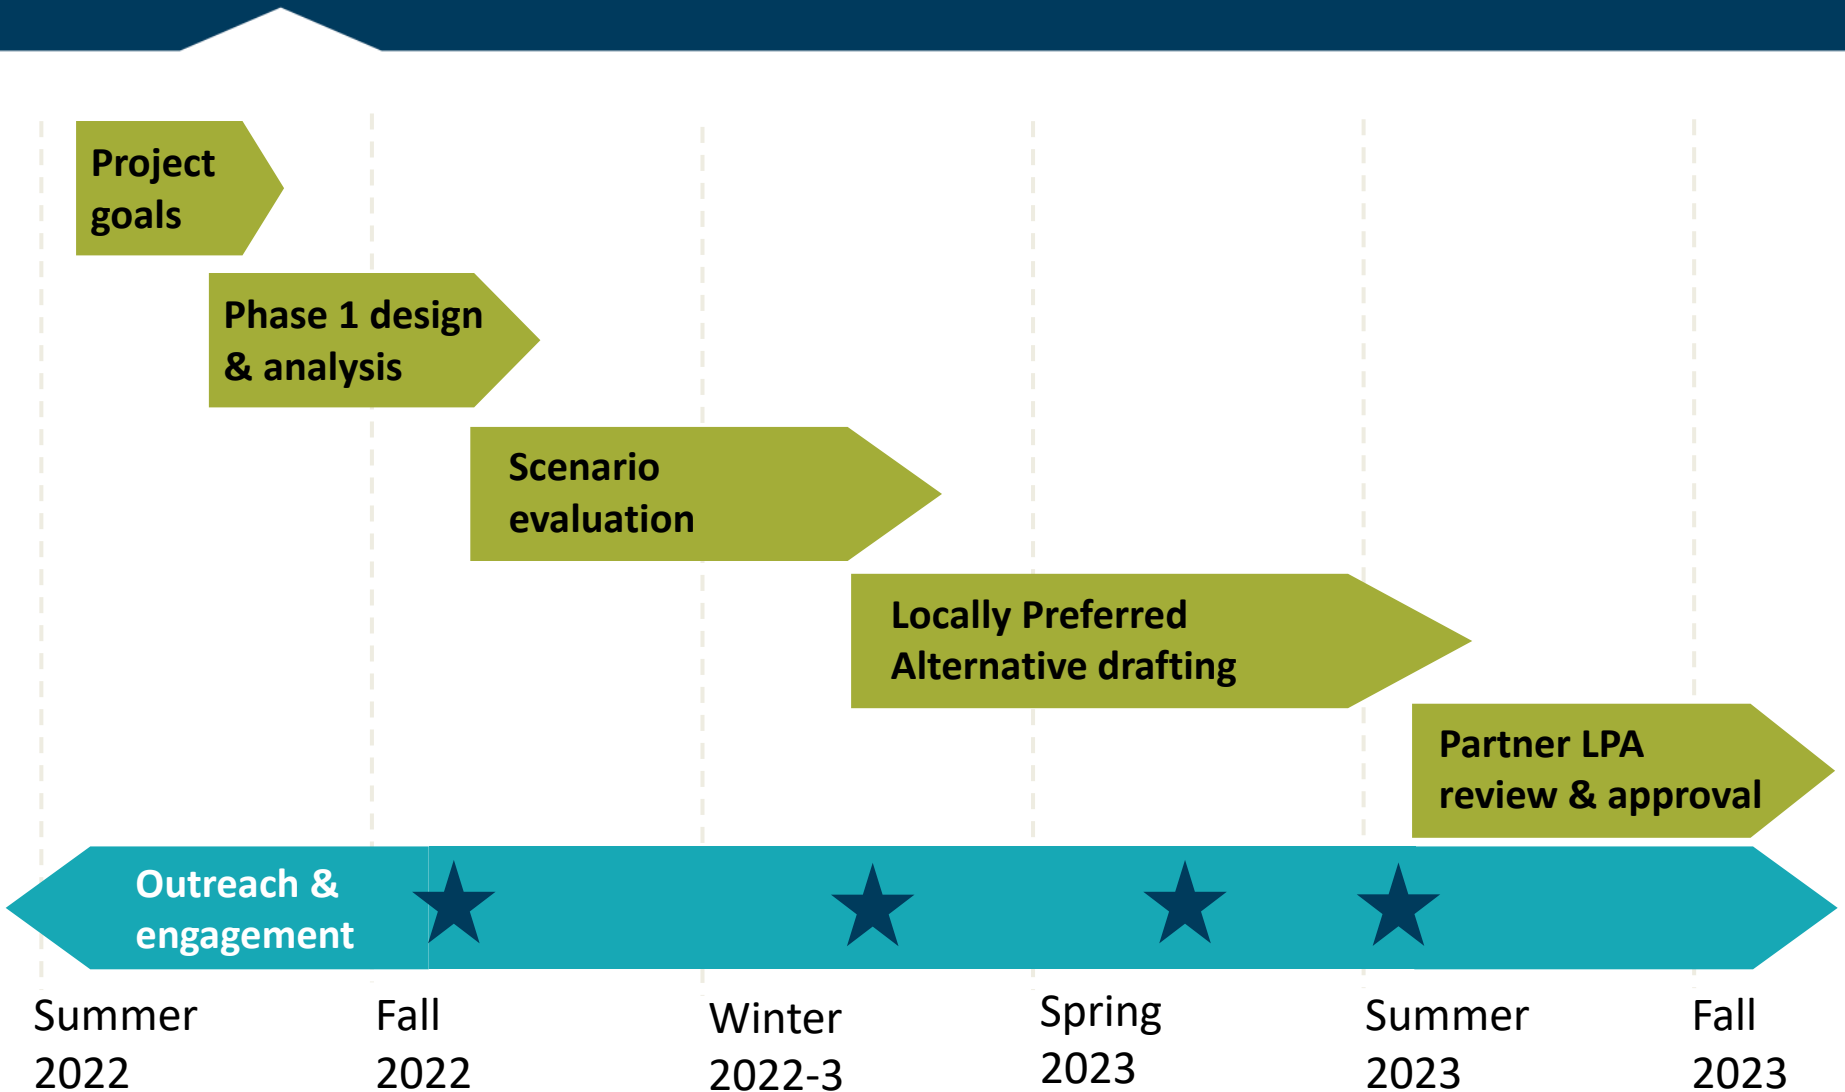 Project
goals
Phase 1 design
& analysis
Scenario
evaluation
Locally Preferred
Alternative drafting
Partner LPA
review & approval
Outreach &
engagement
Summer
2022
Fall
2022
Winter
2022-3
Spring
2023
Summer
2023
Fall
2023